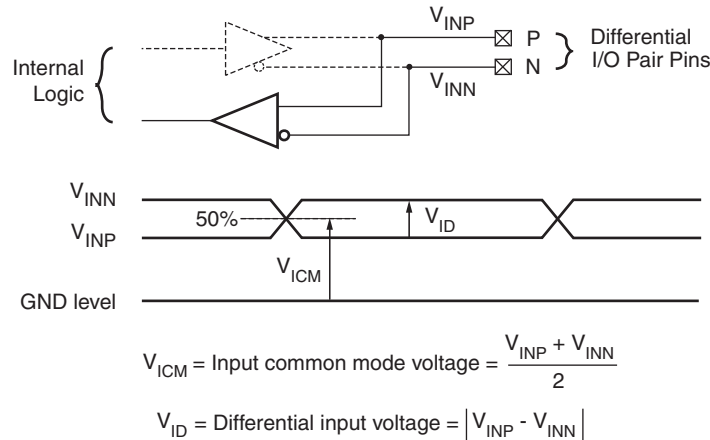 V_INP
P
Differential
I/O Pair Pins
Internal
Logic
N
V_INN
V_INN
50%
V_ID
V_INP
V_ICM
GND level
V_ICM = Input common mode voltage = (V_INP + V_INN) / 2
V_ID = Differential input voltage = |V_INP - V_INN|